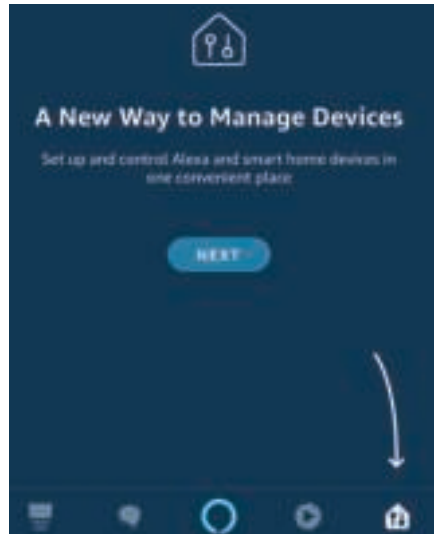 A New Way to Manage Devices
Set up and control Alexa and smart home devices in
one convenient place
NEXT